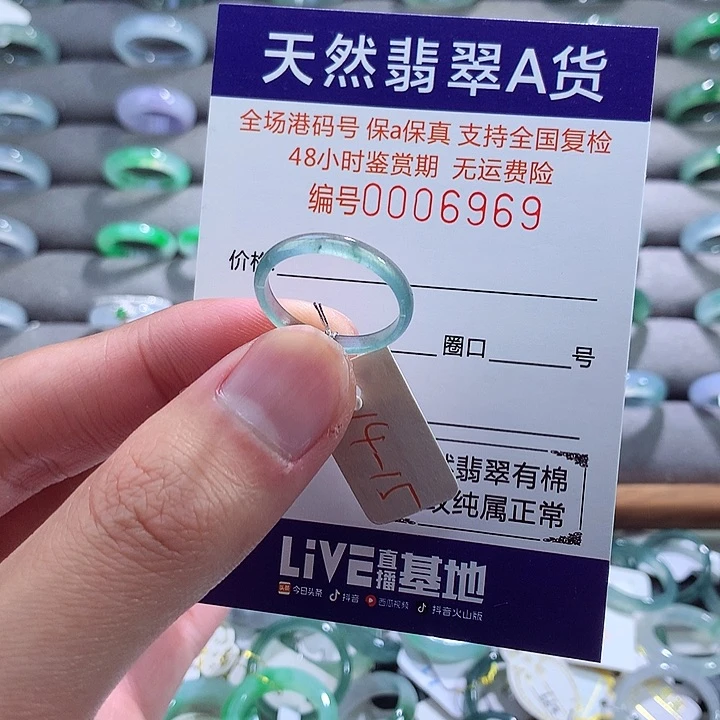 天然翡翠A货
全场港码号 保a保真 支持全国复检
48小时鉴赏期 无运费险
编号0006969
价格
圈口 号
翡翠有棉
纯属正常
LiVE直播基地
头条 今日头条 抖音 西瓜视频 抖音火山版